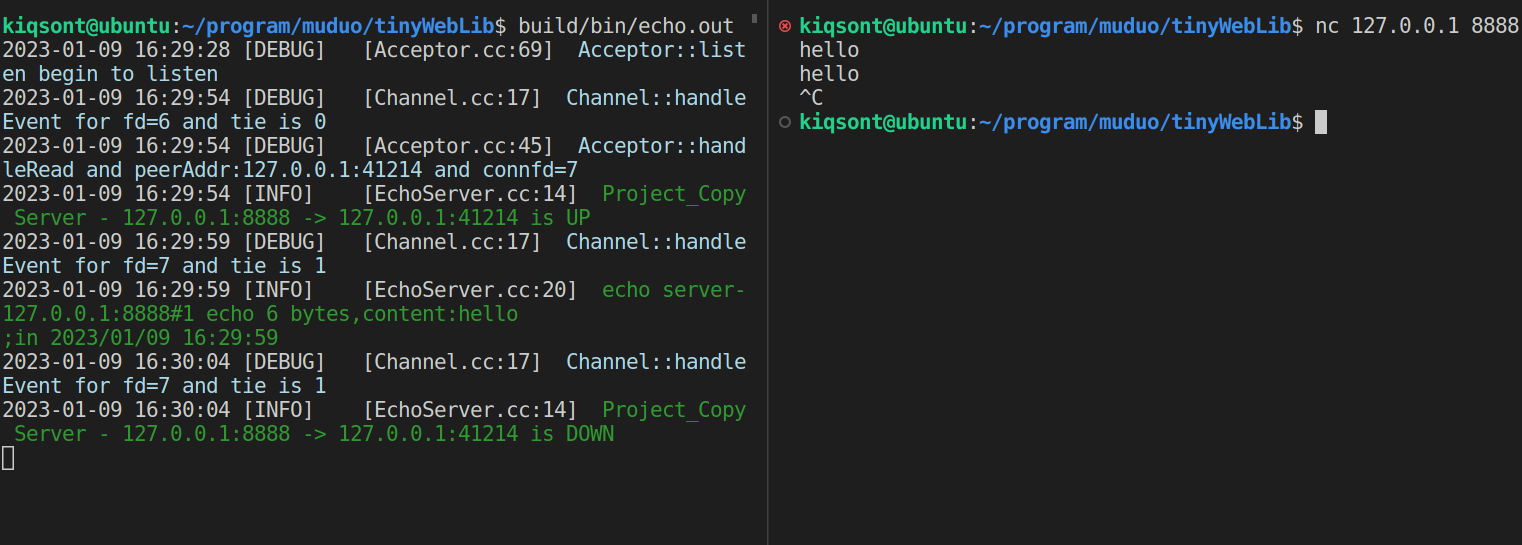 kiqsont@ubuntu:~/program/muduo/tinyWebLib$ build/bin/echo.out
2023-01-09 16:29:28 [DEBUG]   [Acceptor.cc:69]  Acceptor::list
en begin to listen
2023-01-09 16:29:54 [DEBUG]   [Channel.cc:17]  Channel::handle
Event for fd=6 and tie is 0
2023-01-09 16:29:54 [DEBUG]   [Acceptor.cc:45]  Acceptor::hand
leRead and peerAddr:127.0.0.1:41214 and connfd=7
2023-01-09 16:29:54 [INFO]    [EchoServer.cc:14]  Project_Copy
 Server - 127.0.0.1:8888 -> 127.0.0.1:41214 is UP
2023-01-09 16:29:59 [DEBUG]   [Channel.cc:17]  Channel::handle
Event for fd=7 and tie is 1
2023-01-09 16:29:59 [INFO]    [EchoServer.cc:20]  echo server-
127.0.0.1:8888#1 echo 6 bytes,content:hello
;in 2023/01/09 16:29:59
2023-01-09 16:30:04 [DEBUG]   [Channel.cc:17]  Channel::handle
Event for fd=7 and tie is 1
2023-01-09 16:30:04 [INFO]    [EchoServer.cc:14]  Project_Copy
 Server - 127.0.0.1:8888 -> 127.0.0.1:41214 is DOWN
kiqsont@ubuntu:~/program/muduo/tinyWebLib$ nc 127.0.0.1 8888
hello
hello
^C
kiqsont@ubuntu:~/program/muduo/tinyWebLib$